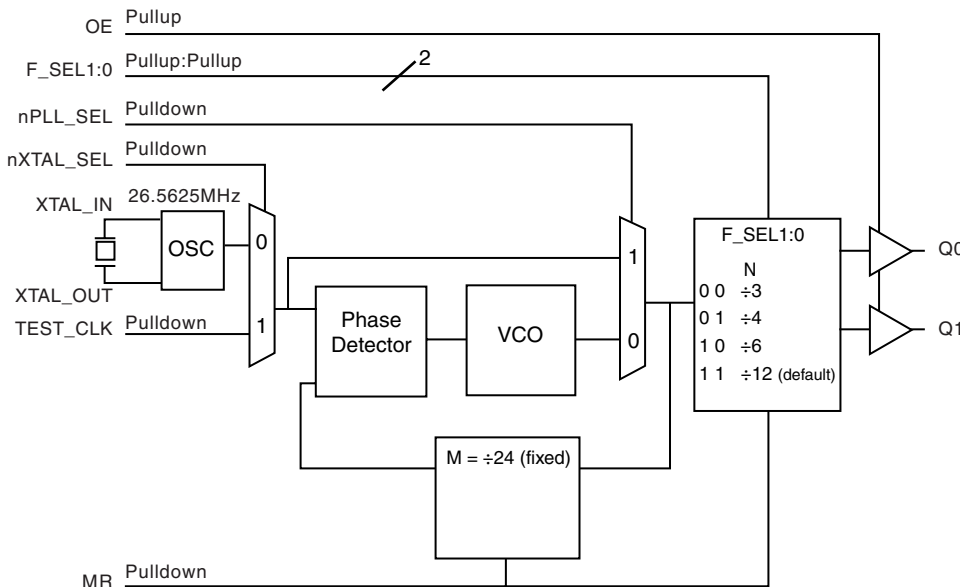 OE Pullup
F_SEL1:0 Pullup:Pullup 2
nPLL_SEL Pulldown
nXTAL_SEL Pulldown
26.5625MHz
XTAL_IN
OSC
0
XTAL_OUT
TEST_CLK Pulldown
1
Phase
Detector
VCO
1
0
F_SEL1:0
N
0 0 ÷3
0 1 ÷4
1 0 ÷6
1 1 ÷12 (default)
Q0
Q1
M = ÷24 (fixed)
MR Pulldown